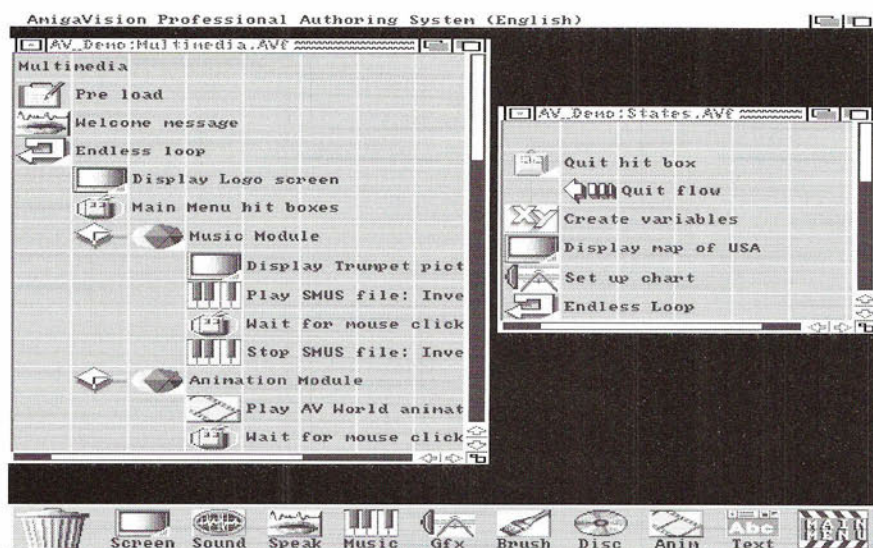 AmigaVision Professional Authoring System (English)
AV_Demo:Multimedia.AVf
Multimedia
Pre load
Welcome message
Endless loop
Display Logo screen
Main Menu hit boxes
Music Module
Display Trumpet pict
Play SMUS file: Inve
Wait for mouse click
Stop SMUS file: Inve
Animation Module
Play AV World animat
Wait for mouse click
AV_Demo:States.AVf
Quit hit box
Quit flow
Create variables
Display map of USA
Set up chart
Endless Loop
Screen Sound Speak Music Gfx Brush Disc Anim Text
Abc
MAIN MENU